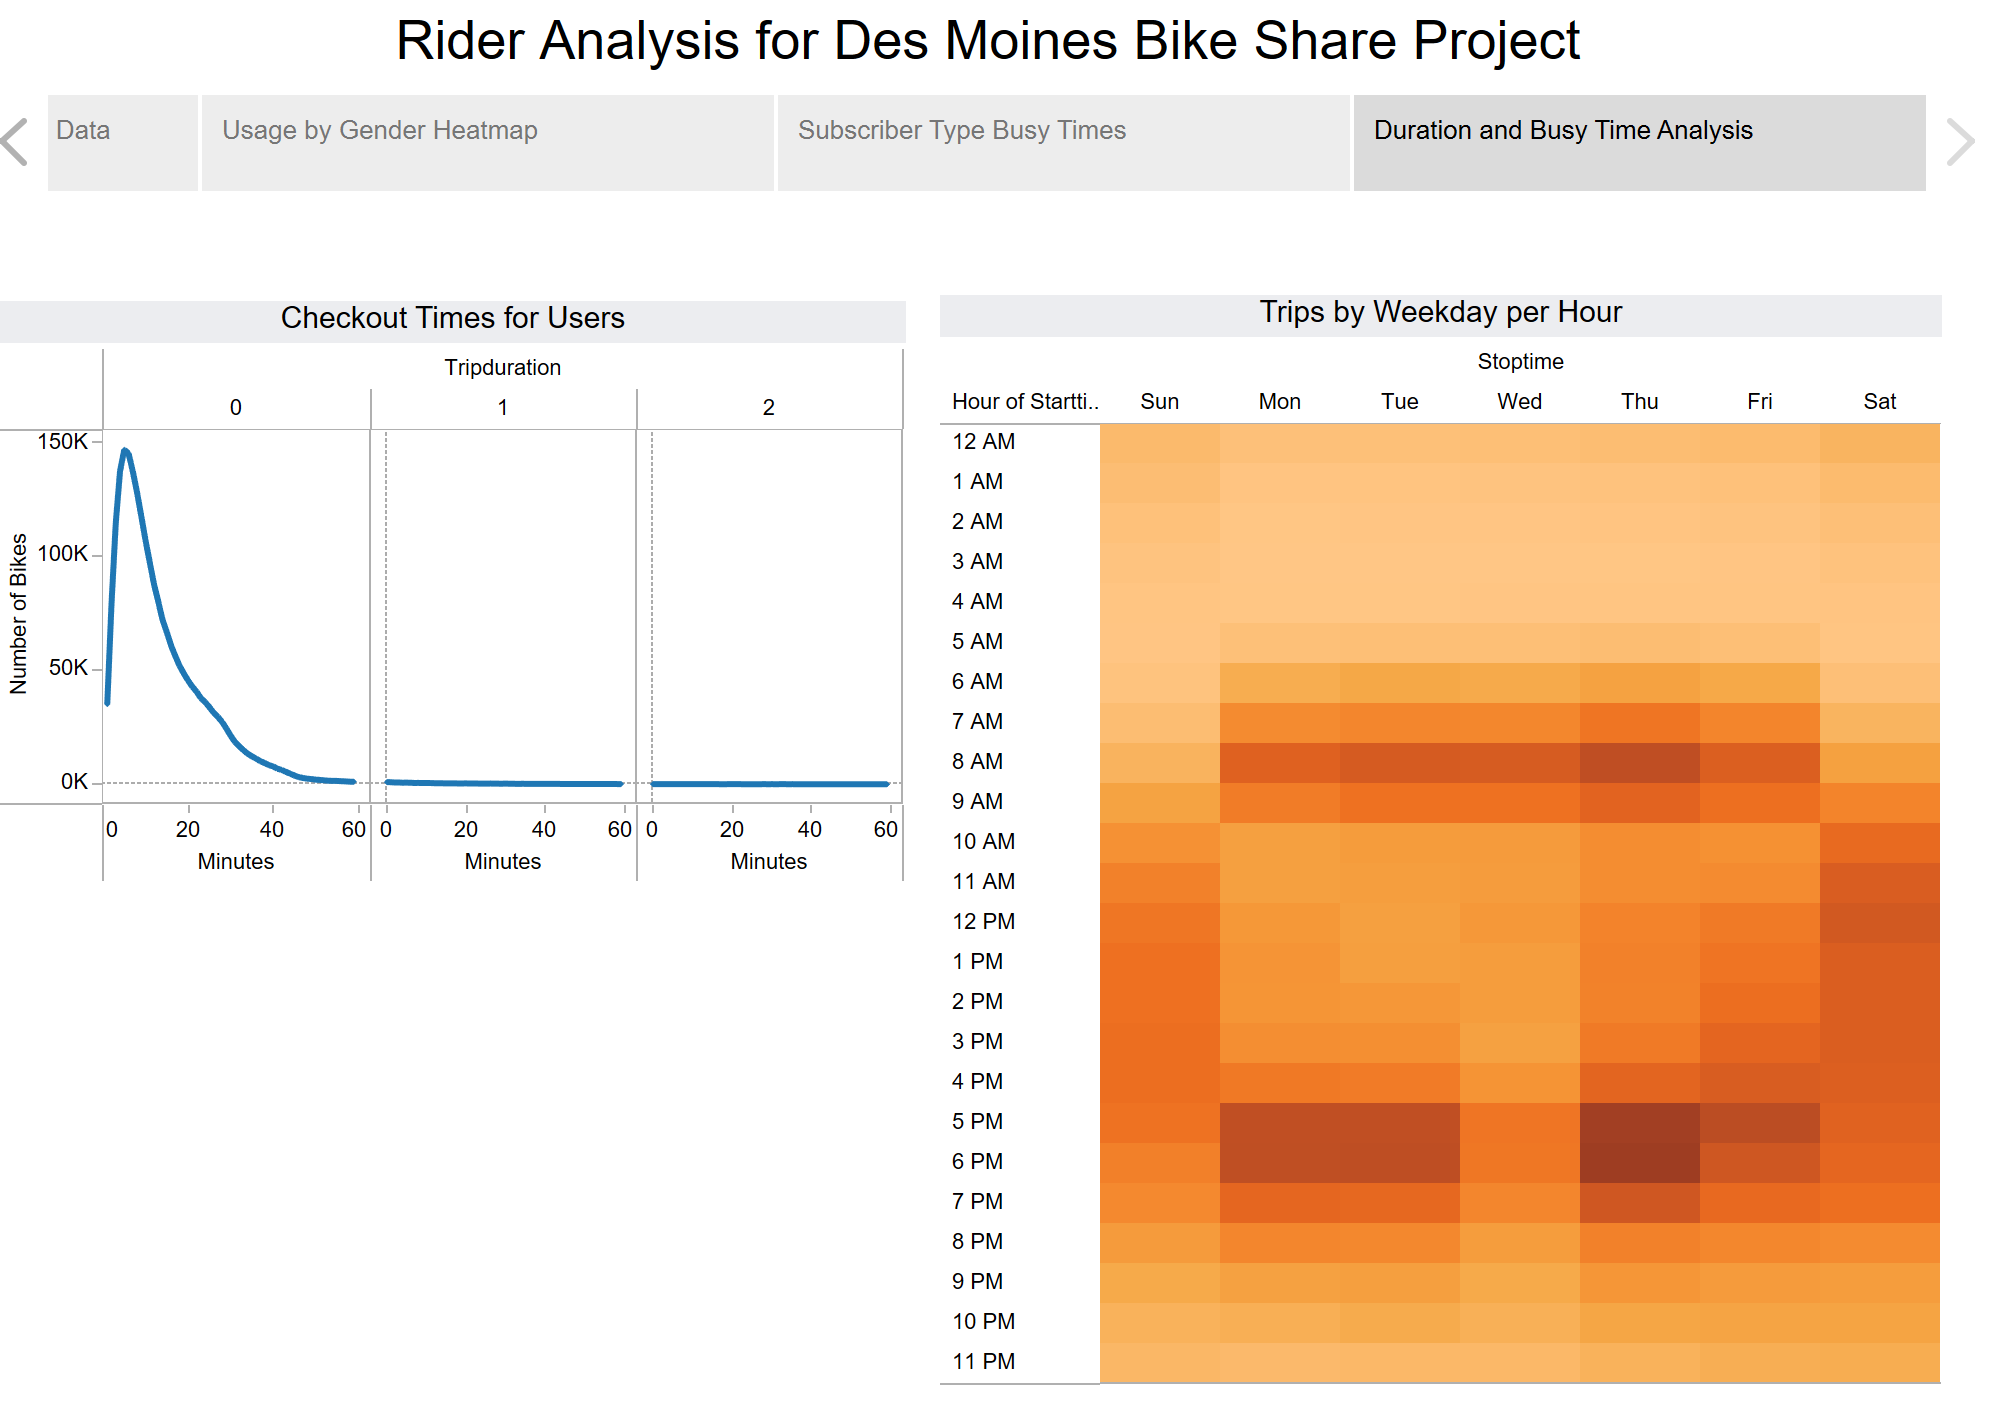 Rider Analysis for Des Moines Bike Share Project
Data
Usage by Gender Heatmap
Subscriber Type Busy Times
Duration and Busy Time Analysis
Checkout Times for Users
Tripduration
0 1 2
Number of Bikes
150K
100K
50K
0K
0 20 40 60 0 20 40 60 0 20 40 60
Minutes Minutes Minutes
Trips by Weekday per Hour
Stoptime
Hour of Startti.. Sun Mon Tue Wed Thu Fri Sat
12 AM
1 AM
2 AM
3 AM
4 AM
5 AM
6 AM
7 AM
8 AM
9 AM
10 AM
11 AM
12 PM
1 PM
2 PM
3 PM
4 PM
5 PM
6 PM
7 PM
8 PM
9 PM
10 PM
11 PM